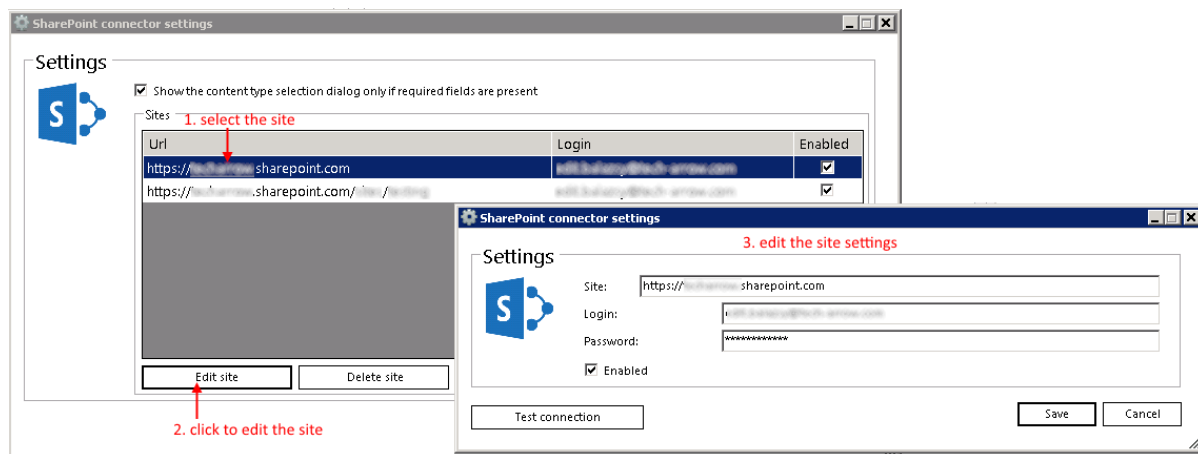 SharePoint connector settings
Settings
Show the content type selection dialog only if required fields are present
Sites
1. select the site
Url Login Enabled
https:// .sharepoint.com
https:// .sharepoint.com/ /
Edit site Delete site
2. click to edit the site
SharePoint connector settings
3. edit the site settings
Settings
Site: https:// .sharepoint.com
Login:
Password: *************
Enabled
Test connection Save Cancel